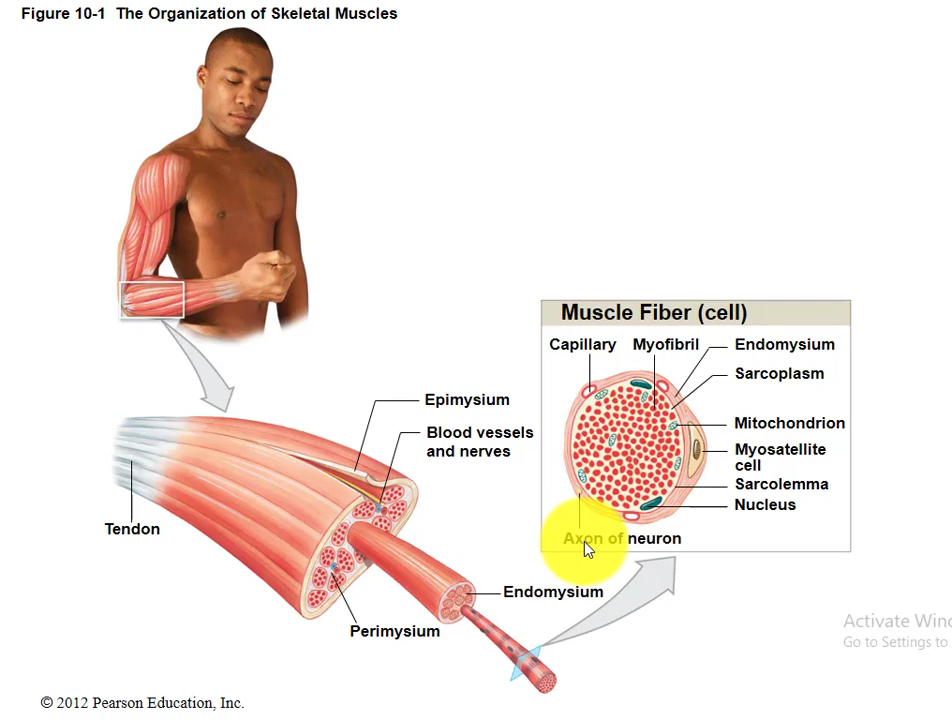 Figure 10-1 The Organization of Skeletal Muscles
Muscle Fiber (cell)
Capillary
Myofibril
Endomysium
Sarcoplasm
Mitochondrion
Myosatellite
cell
Sarcolemma
Nucleus
Axon of neuron
Epimysium
Blood vessels
and nerves
Tendon
Endomysium
Perimysium
Activate
Go to Settings to
© 2012 Pearson Education, Inc.